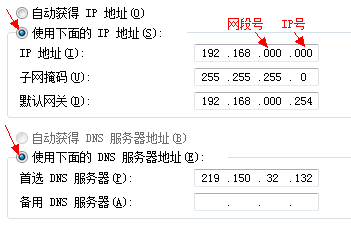 自动获得 IP 地址(O)
网段号 IP号
使用下面的 IP 地址(S):
IP 地址(I): 192 .168 .000 .000
子网掩码(U): 255 .255 .255 . 0
默认网关(D): 192 .168 .000 .254
自动获得 DNS 服务器地址(B)
使用下面的 DNS 服务器地址(E):
首选 DNS 服务器(P): 219 .150 . 32 .132
备用 DNS 服务器(A): . . .